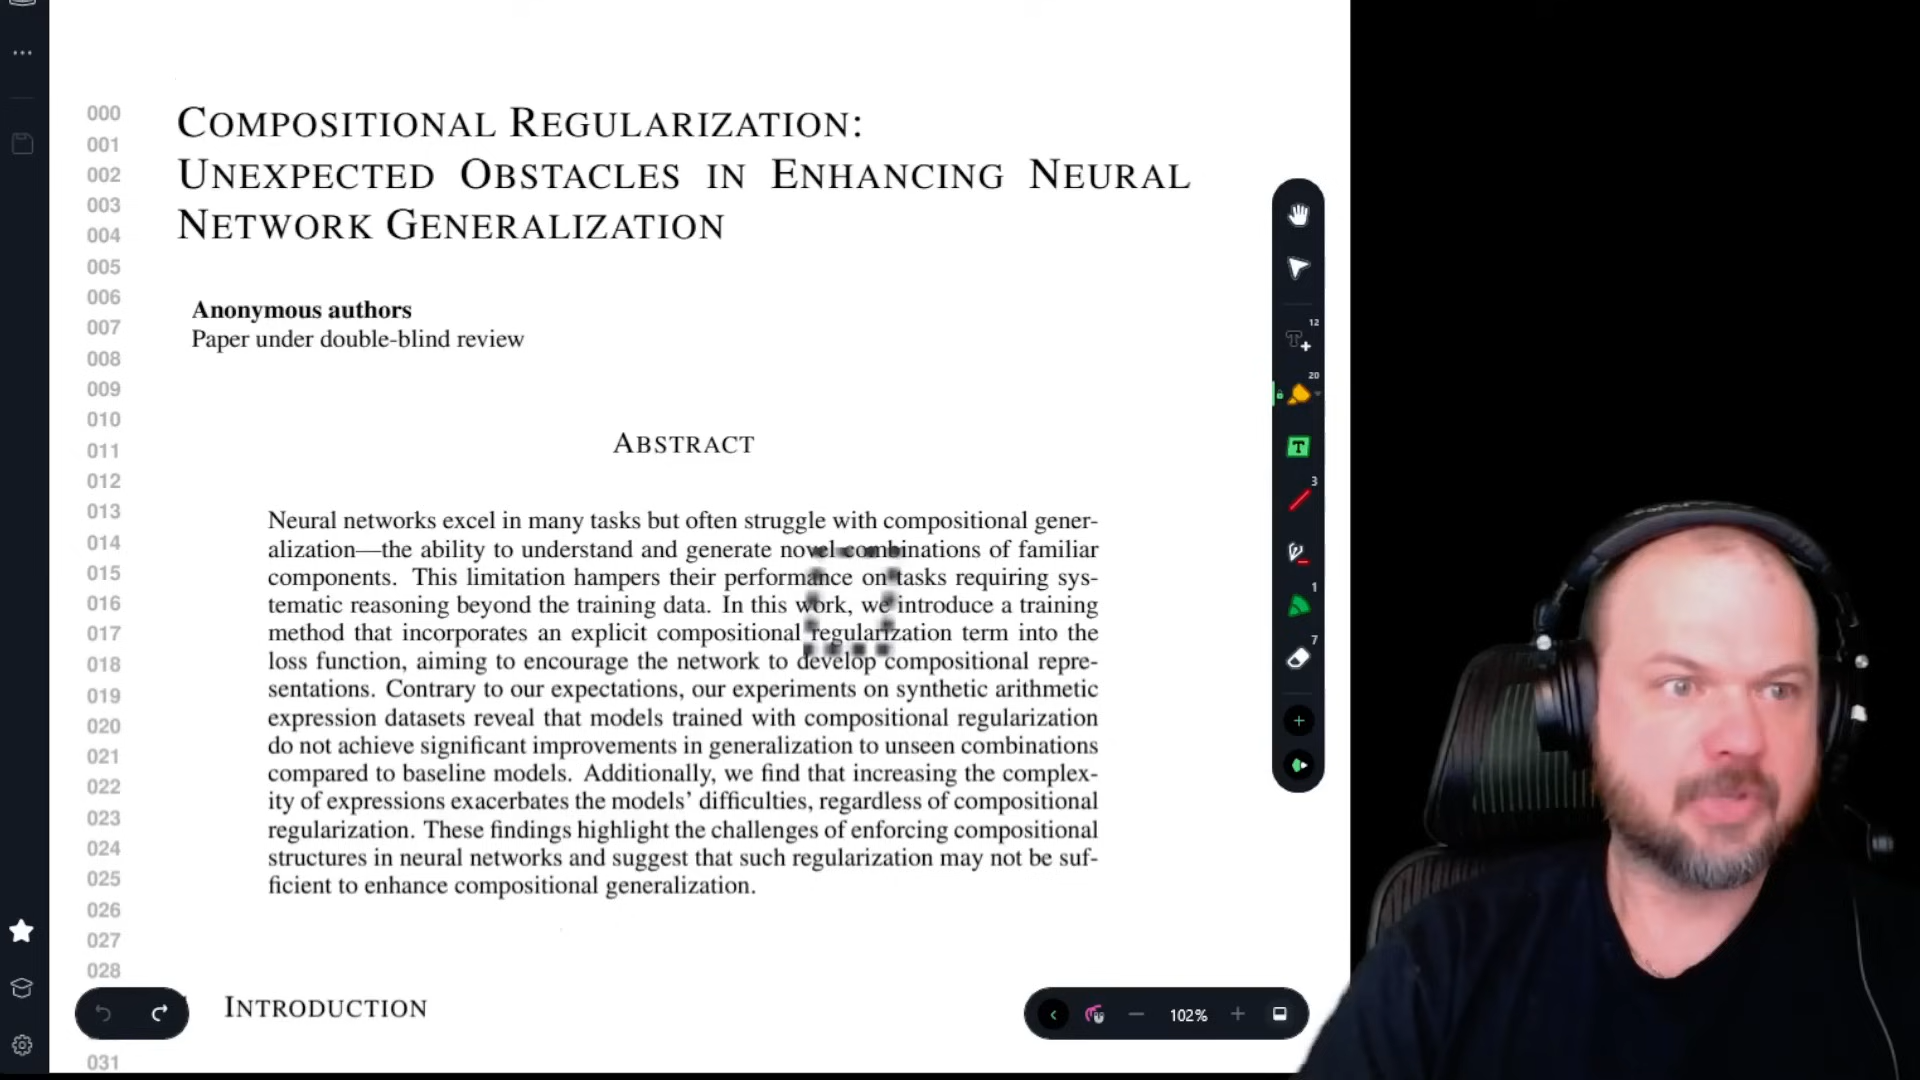 COMPOSITIONAL REGULARIZATION:
UNEXPECTED OBSTACLES IN ENHANCING NEURAL
NETWORK GENERALIZATION
Anonymous authors
Paper under double-blind review
ABSTRACT
Neural networks excel in many tasks but often struggle with compositional gener-
alization—the ability to understand and generate novel combinations of familiar
components. This limitation hampers their performance on tasks requiring sys-
tematic reasoning beyond the training data. In this work, we introduce a training
method that incorporates an explicit compositional regularization term into the
loss function, aiming to encourage the network to develop compositional repre-
sentations. Contrary to our expectations, our experiments on synthetic arithmetic
expression datasets reveal that models trained with compositional regularization
do not achieve significant improvements in generalization to unseen combinations
compared to baseline models. Additionally, we find that increasing the complex-
ity of expressions exacerbates the models' difficulties, regardless of compositional
regularization. These findings highlight the challenges of enforcing compositional
structures in neural networks and suggest that such regularization may not be suf-
ficient to enhance compositional generalization.
INTRODUCTION
000
001
002
003
004
005
006
007
008
009
010
011
012
013
014
015
016
017
018
019
020
021
022
023
024
025
026
027
028
031
12
20
T
3
1
7
102%